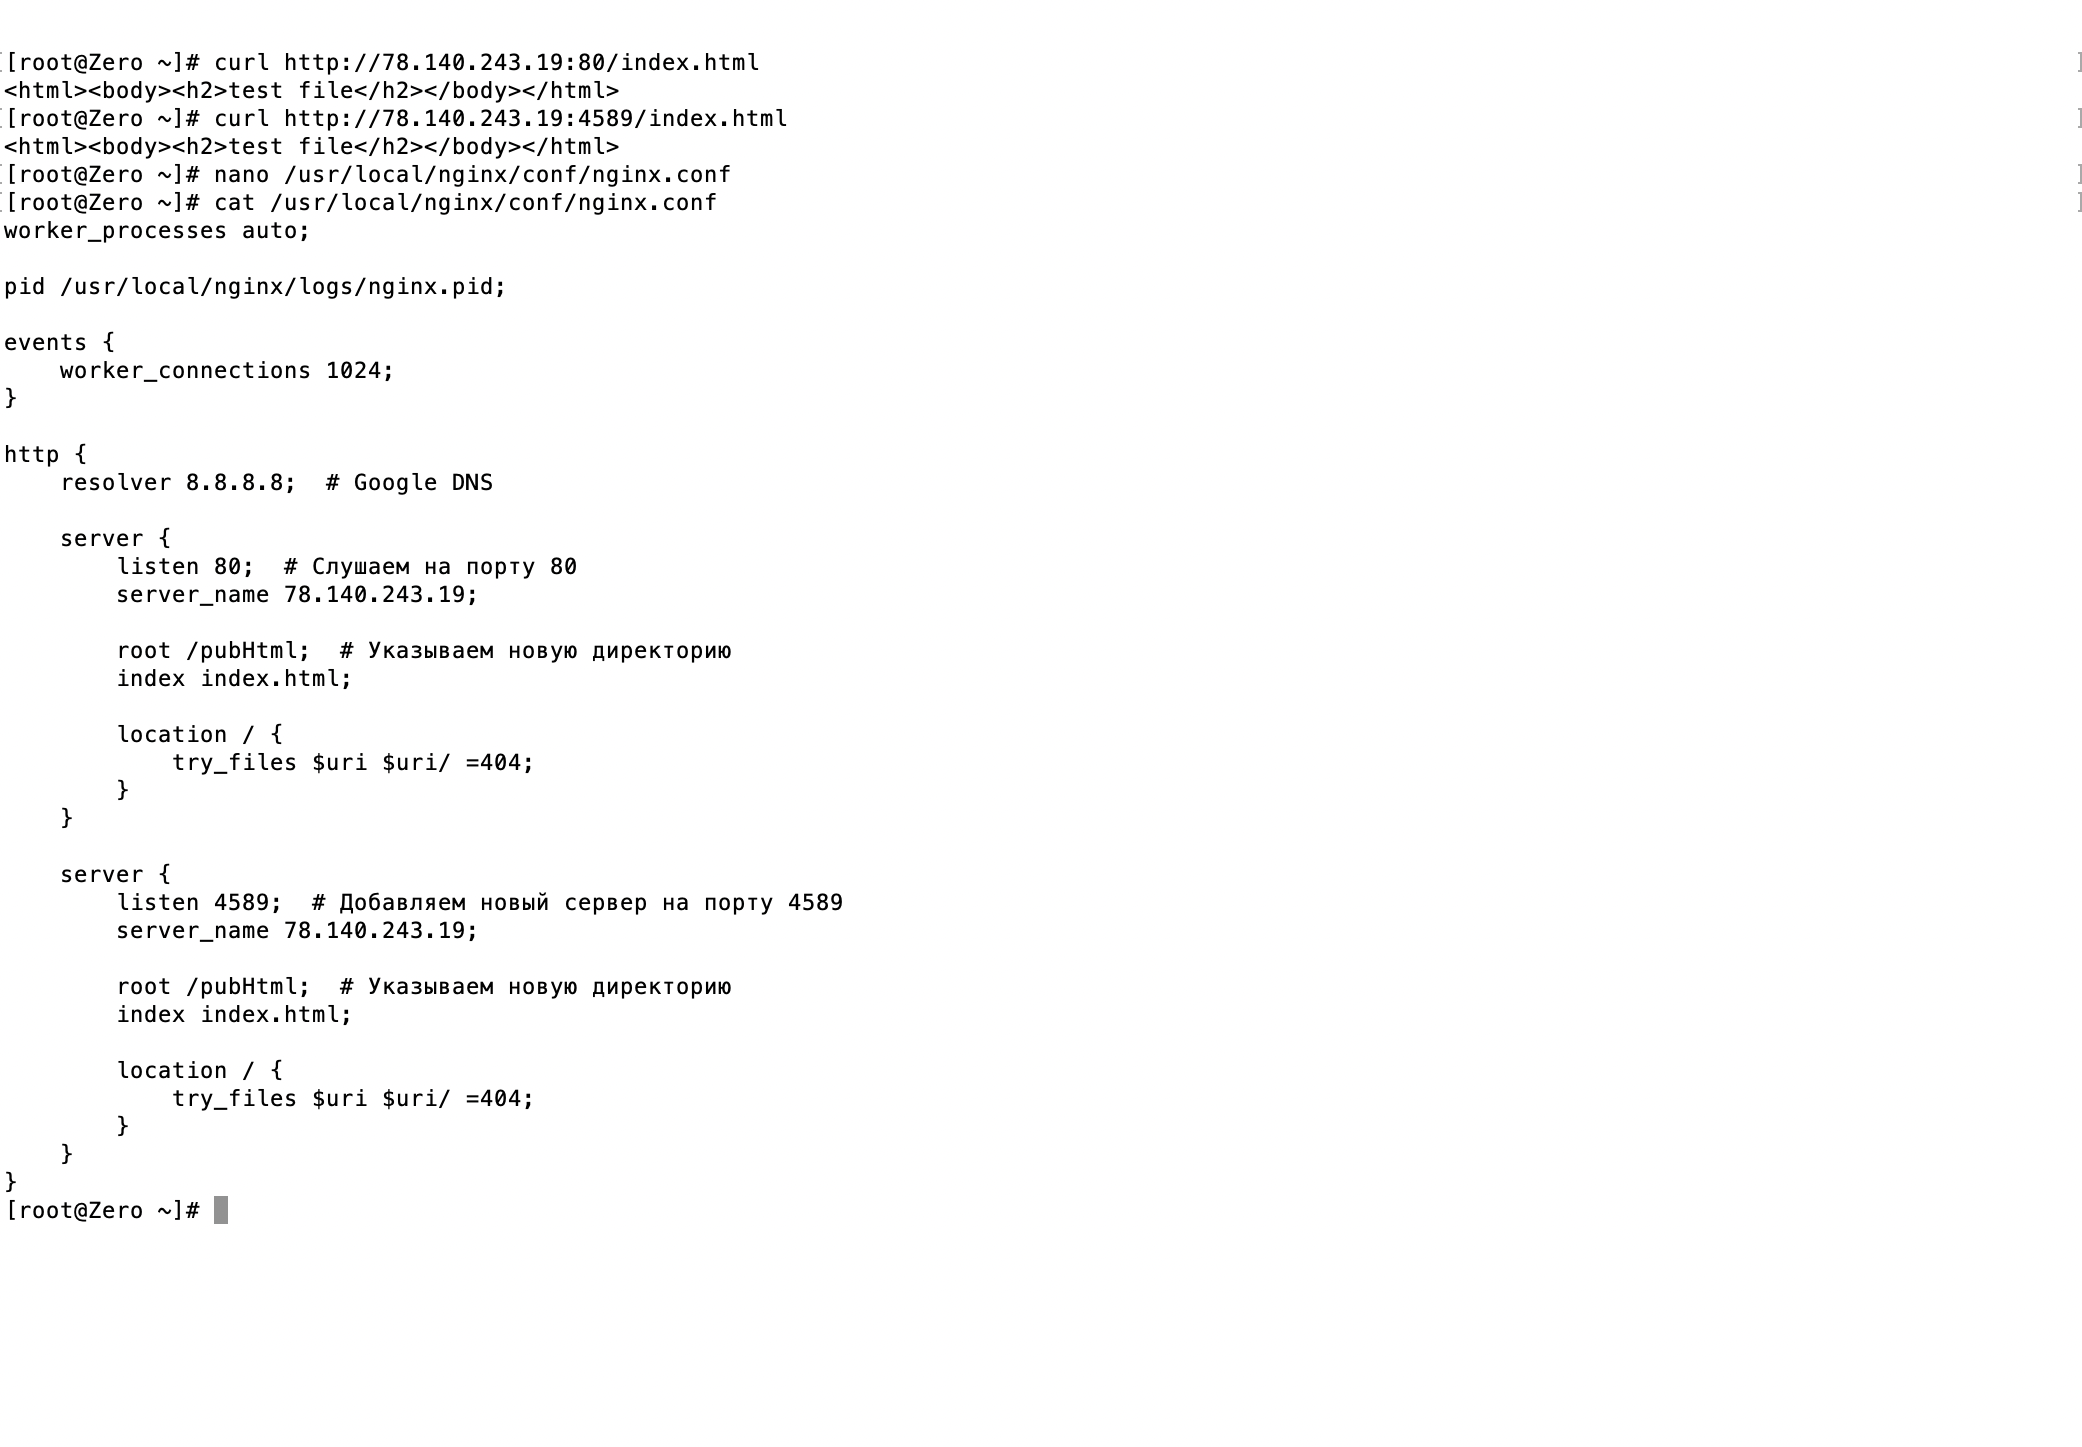 [root@Zero ~]# curl http://78.140.243.19:80/index.html
<html><body><h2>test file</h2></body></html>
[root@Zero ~]# curl http://78.140.243.19:4589/index.html
<html><body><h2>test file</h2></body></html>
[root@Zero ~]# nano /usr/local/nginx/conf/nginx.conf
[root@Zero ~]# cat /usr/local/nginx/conf/nginx.conf
worker_processes auto;

pid /usr/local/nginx/logs/nginx.pid;

events {
    worker_connections 1024;
}

http {
    resolver 8.8.8.8;  # Google DNS

    server {
        listen 80;  # Слушаем на порту 80
        server_name 78.140.243.19;

        root /pubHtml;  # Указываем новую директорию
        index index.html;

        location / {
            try_files $uri $uri/ =404;
        }
    }

    server {
        listen 4589;  # Добавляем новый сервер на порту 4589
        server_name 78.140.243.19;

        root /pubHtml;  # Указываем новую директорию
        index index.html;

        location / {
            try_files $uri $uri/ =404;
        }
    }
}
[root@Zero ~]#